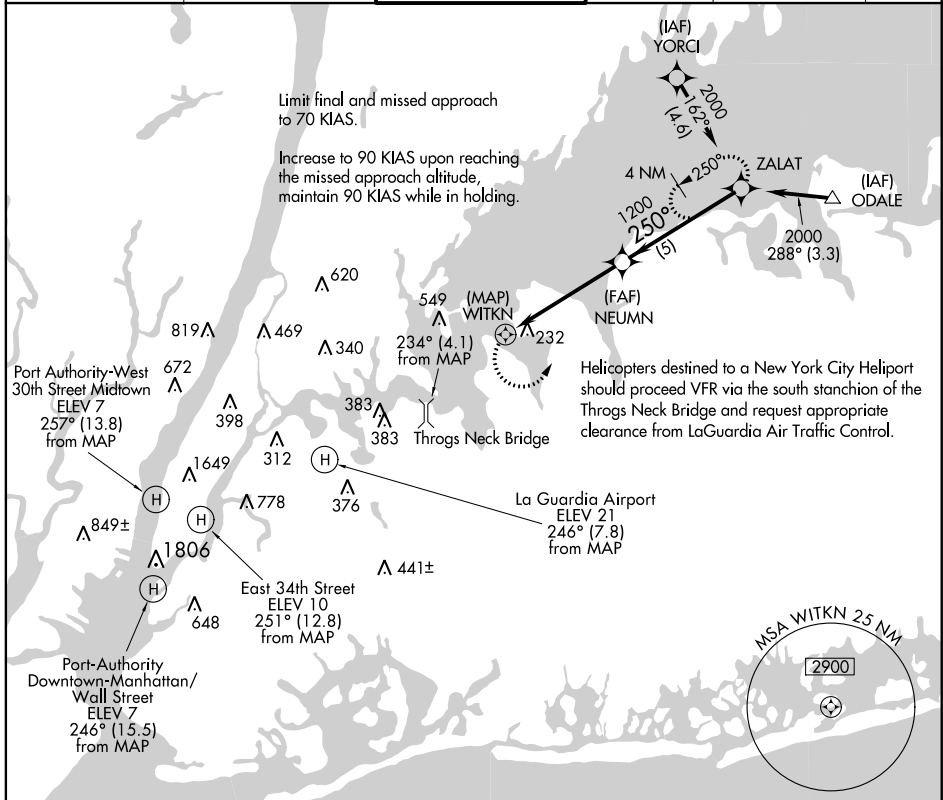 (IAF)
YORCI
2000
162°
(4.6)
Limit final and missed approach
to 70 KIAS.
Increase to 90 KIAS upon reaching
the missed approach altitude,
maintain 90 KIAS while in holding.
4 NM
250°
ZALAT
(IAF)
ODALE
2000
288° (3.3)
1200
250°
(5)
(FAF)
NEUMN
(MAP)
WITKN
232
620
549
819
469
340
234° (4.1)
from MAP
672
398
383
383
Throgs Neck Bridge
Helicopters destined to a New York City Heliport
should proceed VFR via the south stanchion of the
Throgs Neck Bridge and request appropriate
clearance from LaGuardia Air Traffic Control.
Port Authority-West
30th Street Midtown
ELEV 7
257° (13.8)
from MAP
312
H
1649
376
778
H
H
La Guardia Airport
ELEV 21
246° (7.8)
from MAP
849±
1806
441±
H
648
East 34th Street
ELEV 10
251° (12.8)
from MAP
Port-Authority
Downtown-Manhattan/
Wall Street
ELEV 7
246° (15.5)
from MAP
MSA WITKN 25 NM
2900